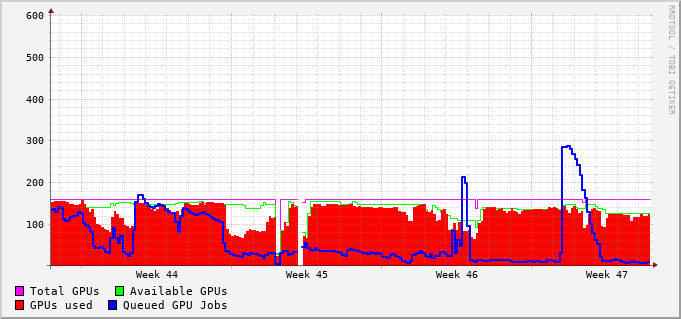 600
500
400
300
200
100
Week 44 Week 45 Week 46 Week 47
Total GPUs Available GPUs
GPUs used Queued GPU Jobs
RRDTOOL / TOBI OETIKER